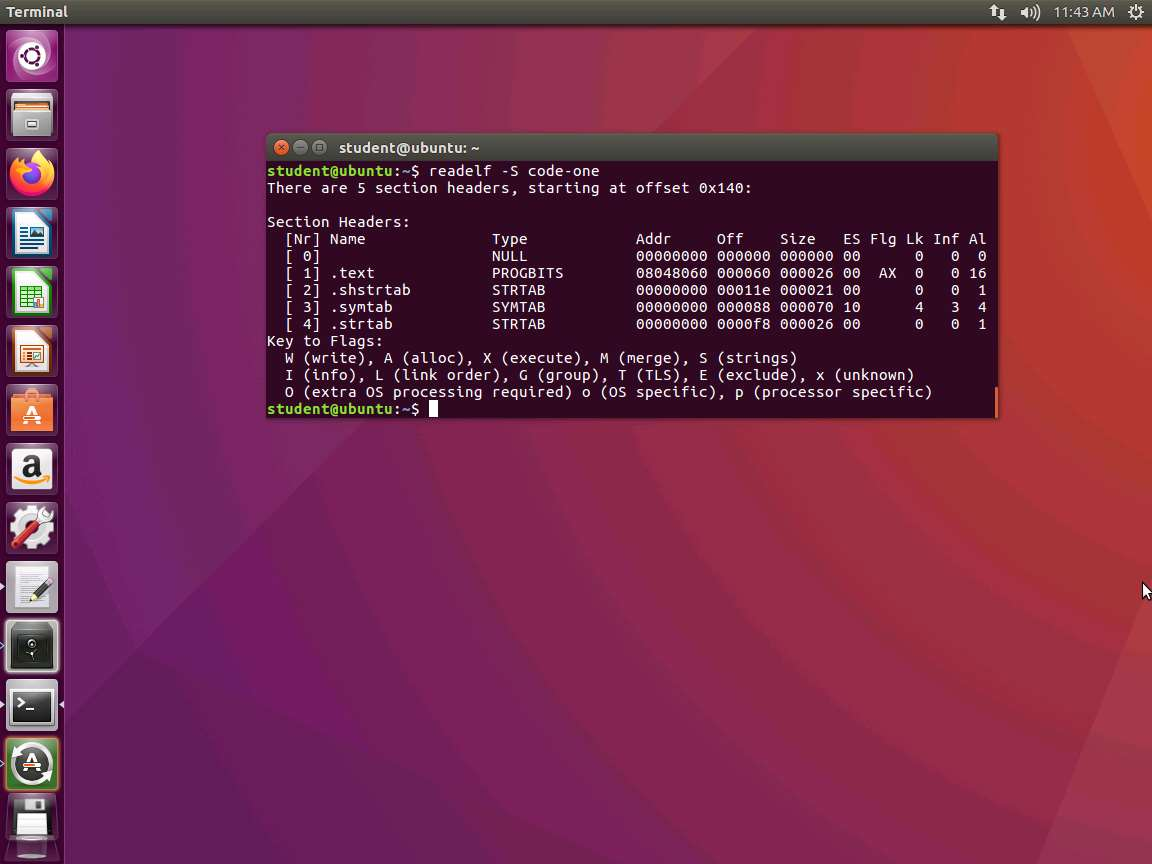 Terminal
11:43 AM
student@ubuntu: ~
student@ubuntu:~$ readelf -S code-one
There are 5 section headers, starting at offset 0x140:
Section Headers:
  [Nr] Name              Type            Addr     Off    Size   ES Flg Lk Inf Al
  [ 0]                   NULL            00000000 000000 000000 00      0   0  0
  [ 1] .text             PROGBITS        08048060 000060 000026 00  AX  0   0 16
  [ 2] .shstrtab         STRTAB          00000000 00011e 000021 00      0   0  1
  [ 3] .symtab           SYMTAB          00000000 000088 000070 10      4   3  4
  [ 4] .strtab           STRTAB          00000000 0000f8 000026 00      0   0  1
Key to Flags:
  W (write), A (alloc), X (execute), M (merge), S (strings)
  I (info), L (link order), G (group), T (TLS), E (exclude), x (unknown)
  O (extra OS processing required) o (OS specific), p (processor specific)
student@ubuntu:~$